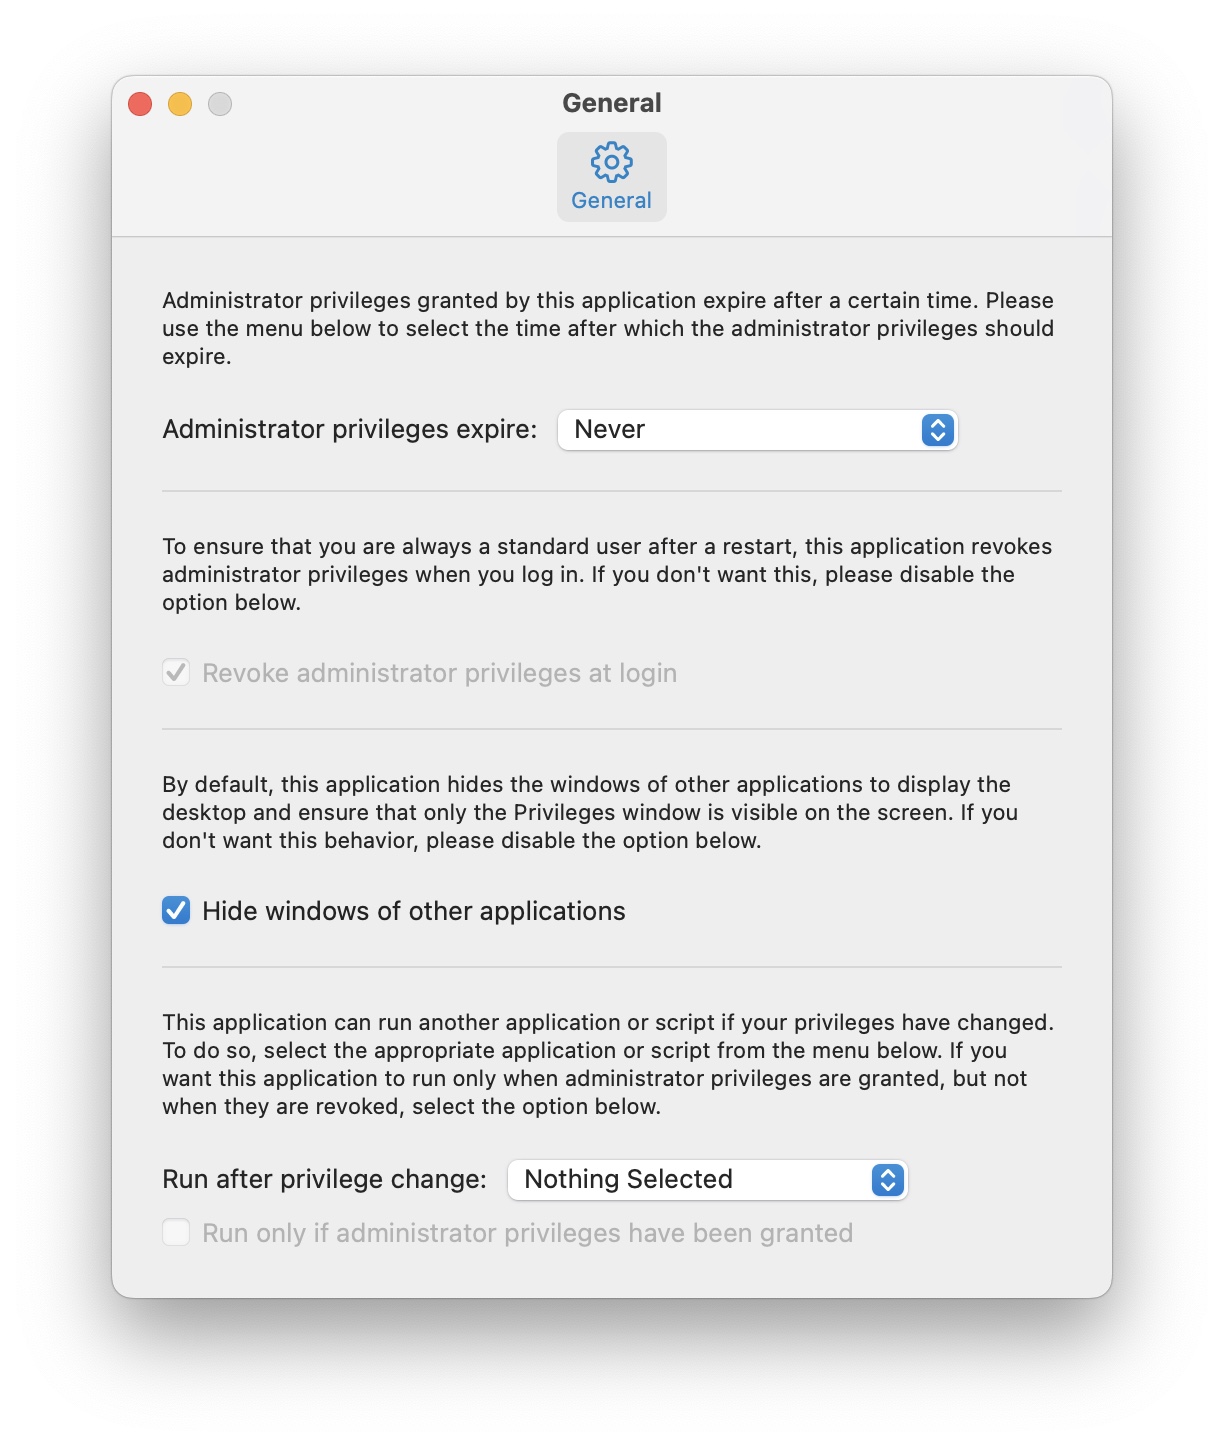 General
General
Administrator privileges granted by this application expire after a certain time. Please
use the menu below to select the time after which the administrator privileges should
expire.
Administrator privileges expire: Never
To ensure that you are always a standard user after a restart, this application revokes
administrator privileges when you log in. If you don't want this, please disable the
option below.
Revoke administrator privileges at login
By default, this application hides the windows of other applications to display the
desktop and ensure that only the Privileges window is visible on the screen. If you
don't want this behavior, please disable the option below.
Hide windows of other applications
This application can run another application or script if your privileges have changed.
To do so, select the appropriate application or script from the menu below. If you
want this application to run only when administrator privileges are granted, but not
when they are revoked, select the option below.
Run after privilege change: Nothing Selected
Run only if administrator privileges have been granted